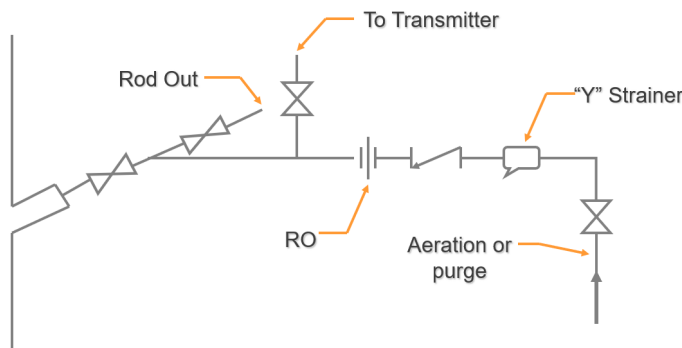 To Transmitter
Rod Out
“Y” Strainer
RO
Aeration or
purge